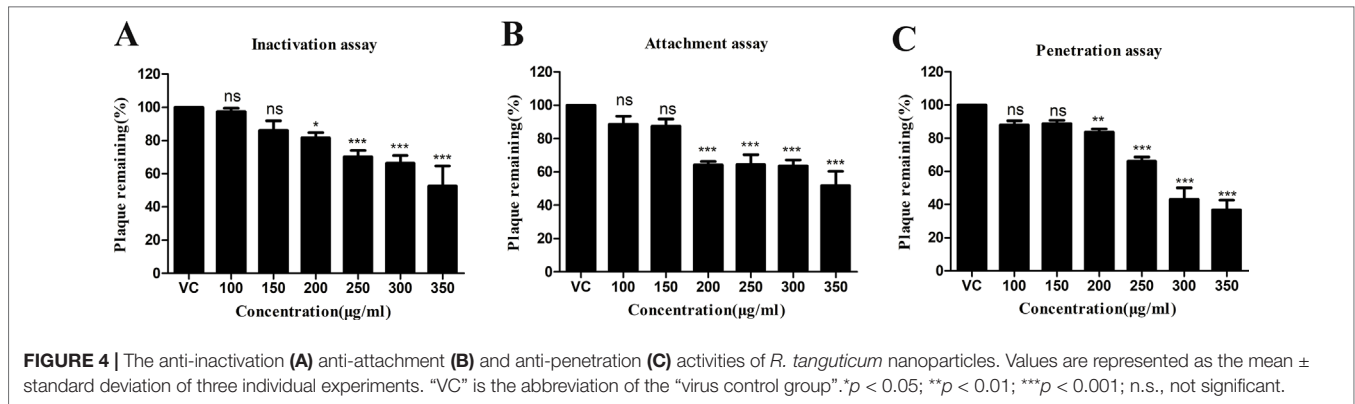 A
Inactivation assay
Plaque remaining(%)
120
100
80
60
40
20
0
ns
ns
*
***
***
***
VC 100 150 200 250 300 350
Concentration(µg/ml)
B
Attachment assay
Plaque remaining(%)
120
100
80
60
40
20
0
ns
ns
***
***
***
***
VC 100 150 200 250 300 350
Concentration(µg/ml)
C
Penetration assay
Plaque remaining(%)
120
100
80
60
40
20
0
ns
ns
**
***
***
***
VC 100 150 200 250 300 350
Concentration(µg/ml)
FIGURE 4 | The anti-inactivation (A) anti-attachment (B) and anti-penetration (C) activities of R. tanguticum nanoparticles. Values are represented as the mean ±
standard deviation of three individual experiments. “VC” is the abbreviation of the “virus control group”.*p < 0.05; **p < 0.01; ***p < 0.001; n.s., not significant.